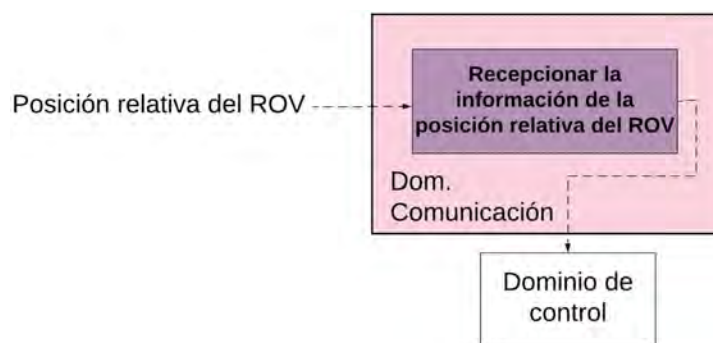 Recepcionar la
información de la
posición relativa del ROV
Posición relativa del ROV
Dom.
Comunicación
Dominio de
control